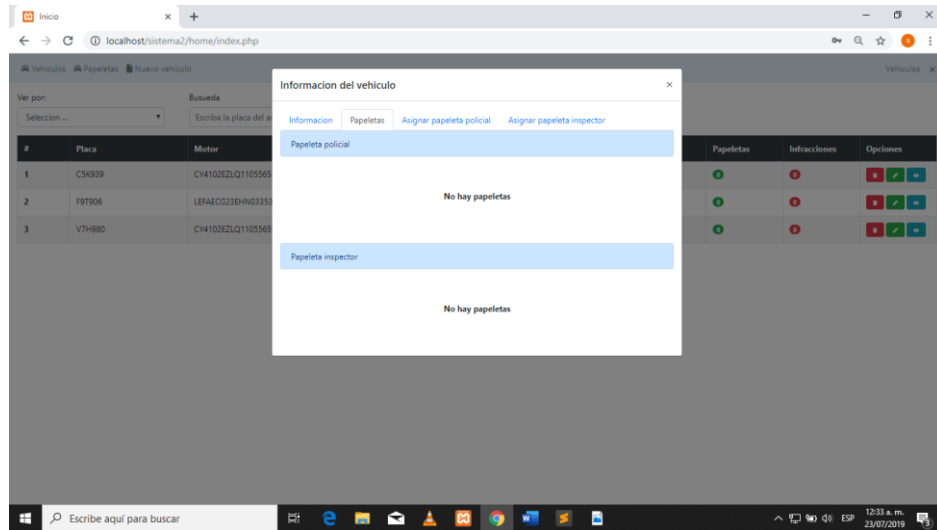 Inicio
localhost/sistema2/home/index.php
Vehiculos Papeletas Nuevo vehiculo
Vehiculos
Ver por:
Busueda
Seleccion ...
Escriba la placa del
# Placa Motor Papeletas Infracciones Opciones
1 C5K939 CY4102EZLQ1105565 0 0
2 F9T906 LEFAECG23EHN03353 0 0
3 V7H980 CY4102EZLQ1105565 0 0
Informacion del vehiculo ×
Informacion Papeletas Asignar papeleta policial Asignar papeleta inspector
Papeleta policial
No hay papeletas
Papeleta inspector
No hay papeletas
Escribe aquí para buscar
ESP
12:33 a. m.
23/07/2019